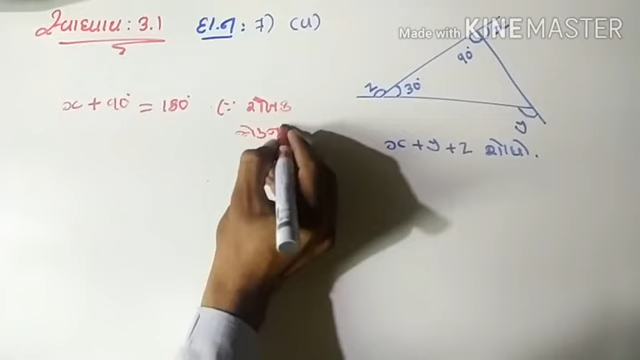 સ્વાધ્યાય : 3.1 દા.ન : 7) (પ)
Made with KINEMASTER
x
90°
z 30°
y
x + 90° = 180° (∵ રૈખિક
x + y + z શોધો.